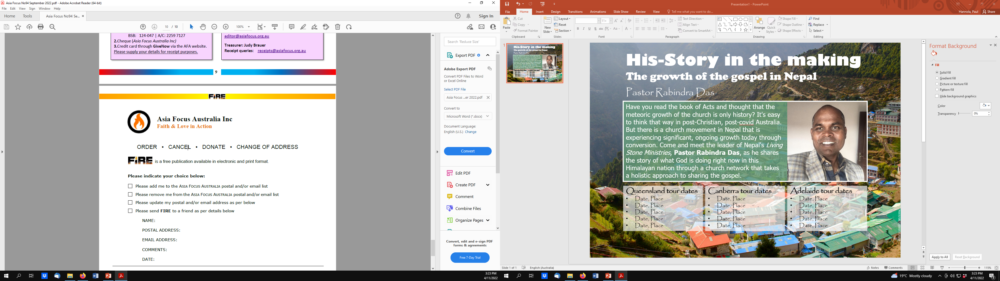 Asia Focus No94 September 2022.pdf - Adobe Acrobat Reader (64-bit)
File Edit View Sign Window Help
Home Tools Asia Focus No94 Se... ×
Sign In
10 / 10
100%
BSB: 124-047 | A/C: 2259 7127
2.Cheque (Asia Focus Australia Inc)
3.Credit card through GiveNow via the AFA website.
Please supply your details for receipt purposes.
editor@asiafocus.org.au
Treasurer: Judy Brauer
Receipt queries: receipts@asiafocus.org.au
9
FIRE
Asia Focus Australia Inc
Faith & Love in Action
ORDER ▪ CANCEL ▪ DONATE ▪ CHANGE OF ADDRESS
FIRE is a free publication available in electronic and print format.
Please indicate your choice below:
Please add me to the ASIA FOCUS AUSTRALIA postal and/or email list
Please remove me from the ASIA FOCUS AUSTRALIA postal and/or email list
Please update my postal and/or email address as per below
Please send FIRE to a friend as per details below
NAME:
POSTAL ADDRESS:
EMAIL ADDRESS:
COMMENTS:
DATE:
Search 'Reduce Size'
Export PDF
Adobe Export PDF
Convert PDF Files to Word
or Excel Online
Select PDF File
Asia Focus ...er 2022.pdf
Convert to
Microsoft Word (*.docx)
Document Language:
English (U.S.) Change
Convert
Edit PDF
Create PDF
Comment
Combine Files
Organize Pages
Convert, edit and e-sign PDF
forms & agreements
Free 7-Day Trial
3:23 PM
4/11/2022
Presentation1 - PowerPoint
File Home Insert Design Transitions Animations Slide Show Review View Tell me what you want to do...
Hannola, Paul Share
Paste
Cut
Copy
Format Painter
Clipboard
New
Slide
Layout
Reset
Section
Slides
11+
Font
Text Direction
Align Text
Convert to SmartArt
Paragraph
Arrange
Quick
Styles
Shape Fill
Shape Outline
Shape Effects
Drawing
Find
Replace
Select
Editing
1
His-Story in the making
The growth of the gospel in Nepal
Pastor Rabindra Das
Have you read the book of Acts and thought that the
meteoric growth of the church is only history? It's easy
to think that way in post-Christian, post-covid Australia.
But there is a church movement in Nepal that is
experiencing significant, ongoing growth today through
conversion. Come and meet the leader of Nepal's Living
Stone Ministries, Pastor Rabindra Das, as he shares
the story of what God is doing right now in this
Himalayan nation through a church network that takes
a holistic approach to sharing the gospel.
Queensland tour dates
• Date, Place
• Date, Place
• Date, Place
• Date, Place
• Date, Place
Canberra tour dates
• Date, Place
• Date, Place
• Date, Place
• Date, Place
• Date, Place
Adelaide tour dates
• Date, Place
• Date, Place
• Date, Place
• Date, Place
• Date, Place
Format Background
Fill
Solid fill
Gradient fill
Picture or texture fill
Pattern fill
Hide background graphics
Color
Transparency 0%
Apply to All Reset Background
Slide 1 of 1 English (Australia)
Notes Comments 115%
19°C Mostly cloudy
3:23 PM
4/11/2022